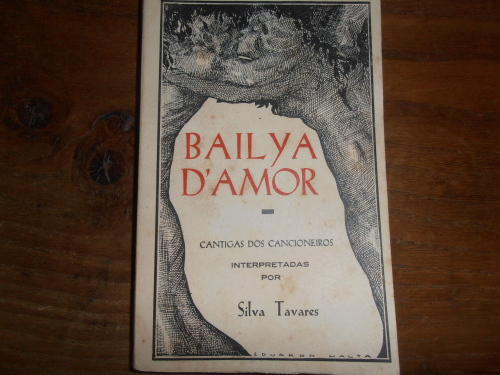 BAILYA
D'AMOR
CANTIGAS DOS CANCIONEIROS
INTERPRETADAS
POR
Silva Tavares
EDUARDO MALTA